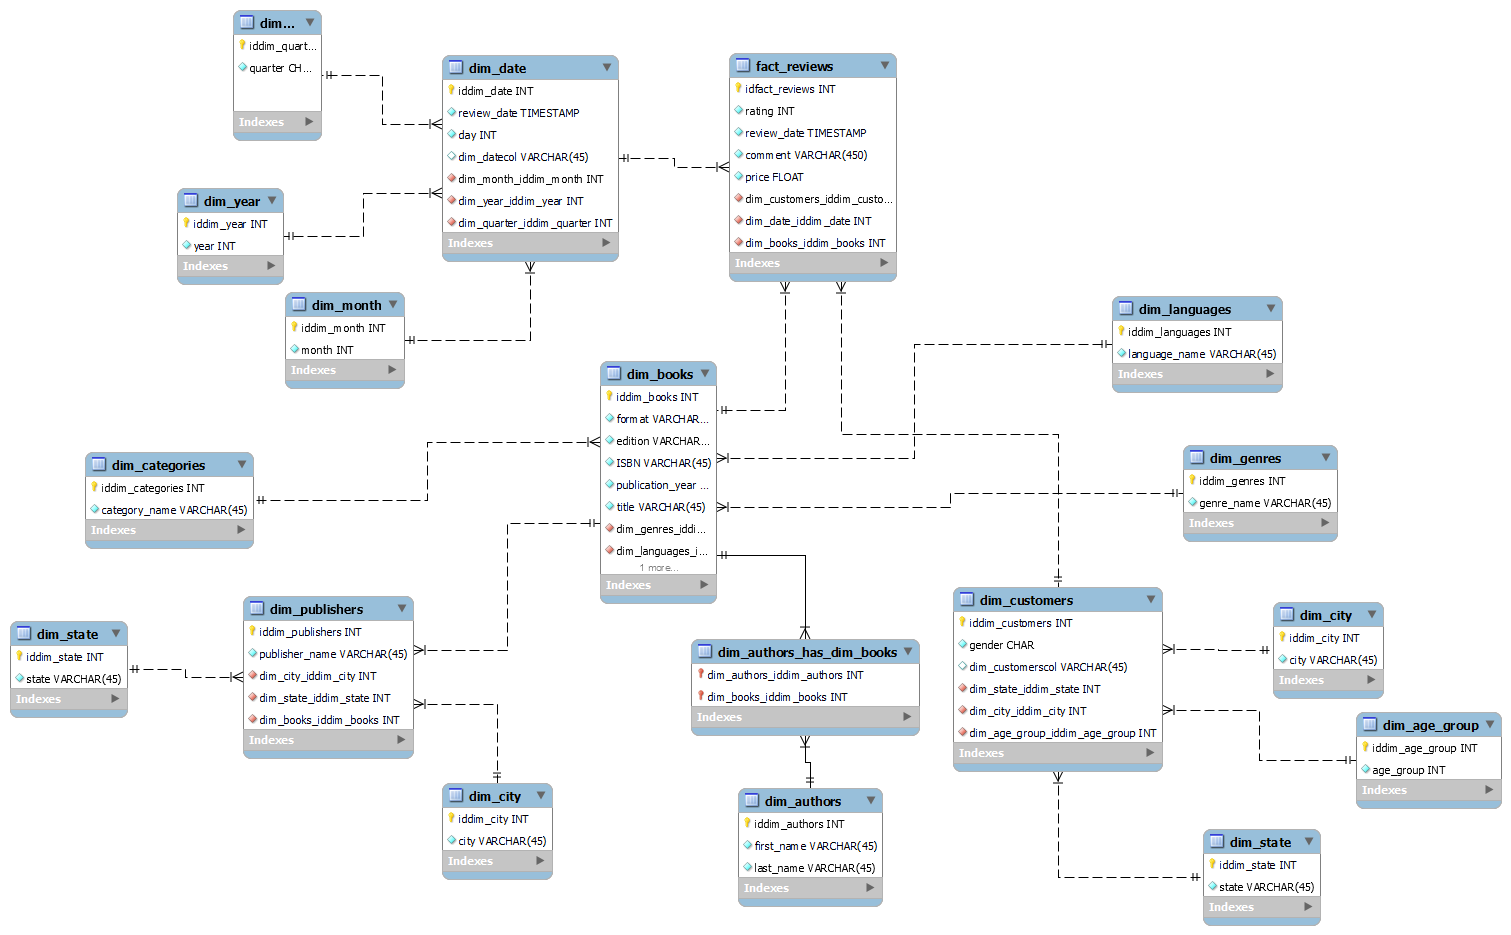 dim...
iddim_quart...
quarter CH...
Indexes
dim_date
iddim_date INT
review_date TIMESTAMP
day INT
dim_datecol VARCHAR(45)
dim_month_iddim_month INT
dim_year_iddim_year INT
dim_quarter_iddim_quarter INT
Indexes
fact_reviews
idfact_reviews INT
rating INT
review_date TIMESTAMP
comment VARCHAR(450)
price FLOAT
dim_customers_iddim_custo...
dim_date_iddim_date INT
dim_books_iddim_books INT
Indexes
dim_year
iddim_year INT
year INT
Indexes
dim_month
iddim_month INT
month INT
Indexes
dim_languages
iddim_languages INT
language_name VARCHAR(45)
Indexes
dim_books
iddim_books INT
format VARCHAR...
edition VARCHAR...
ISBN VARCHAR(45)
publication_year ...
title VARCHAR(45)
dim_genres_iddi...
dim_languages_i...
1 more...
Indexes
dim_categories
iddim_categories INT
category_name VARCHAR(45)
Indexes
dim_genres
iddim_genres INT
genre_name VARCHAR(45)
Indexes
dim_state
iddim_state INT
state VARCHAR(45)
Indexes
dim_publishers
iddim_publishers INT
publisher_name VARCHAR(45)
dim_city_iddim_city INT
dim_state_iddim_state INT
dim_books_iddim_books INT
Indexes
dim_authors_has_dim_books
dim_authors_iddim_authors INT
dim_books_iddim_books INT
Indexes
dim_customers
iddim_customers INT
gender CHAR
dim_customerscol VARCHAR(45)
dim_state_iddim_state INT
dim_city_iddim_city INT
dim_age_group_iddim_age_group INT
Indexes
dim_city
iddim_city INT
city VARCHAR(45)
Indexes
dim_age_group
iddim_age_group INT
age_group INT
Indexes
dim_city
iddim_city INT
city VARCHAR(45)
Indexes
dim_authors
iddim_authors INT
first_name VARCHAR(45)
last_name VARCHAR(45)
Indexes
dim_state
iddim_state INT
state VARCHAR(45)
Indexes